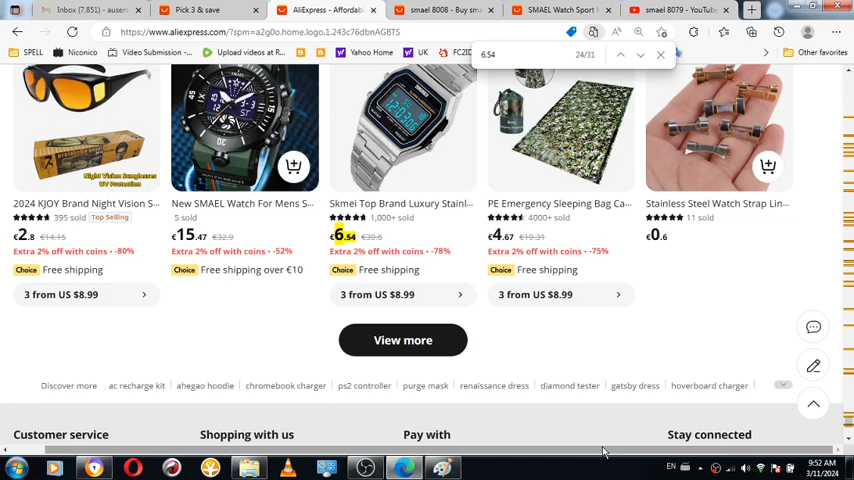 Inbox (7,851) - ausern
Pick 3 & save
AliExpress - Affordabl
smael 8008 - Buy sma
SMAEL Watch Sport M
smael 8079 - YouTube
https://www.aliexpress.com/?spm=a2g0o.home.logo.1.243c76dbnAGBTS
SPELL
Niconico
Video Submission -...
Upload videos at R...
B
B
Yahoo Home
UK
FC2ID
Other favorites
6.54
24/31
Night Vision Sunglasses
UV Protection
2024 KJOY Brand Night Vision S...
395 sold
Top Selling
€2.8 €14.15
Extra 2% off with coins • -80%
Choice Free shipping
3 from US $8.99
New SMAEL Watch For Mens S...
5 sold
€15.47 €32.9
Extra 2% off with coins • -52%
Choice Free shipping over €10
Skmei Top Brand Luxury Stainl...
1,000+ sold
€6.54 €30.6
Extra 2% off with coins • -78%
Choice Free shipping
3 from US $8.99
PE Emergency Sleeping Bag Ca...
4000+ sold
€4.67 €19.31
Extra 2% off with coins • -75%
Choice Free shipping
3 from US $8.99
Stainless Steel Watch Strap Lin...
11 sold
€0.6
View more
Discover more
ac recharge kit
ahegao hoodie
chromebook charger
ps2 controller
purge mask
renaissance dress
diamond tester
gatsby dress
hoverboard charger
Customer service
Shopping with us
Pay with
Stay connected
EN
9:52 AM
3/11/2024